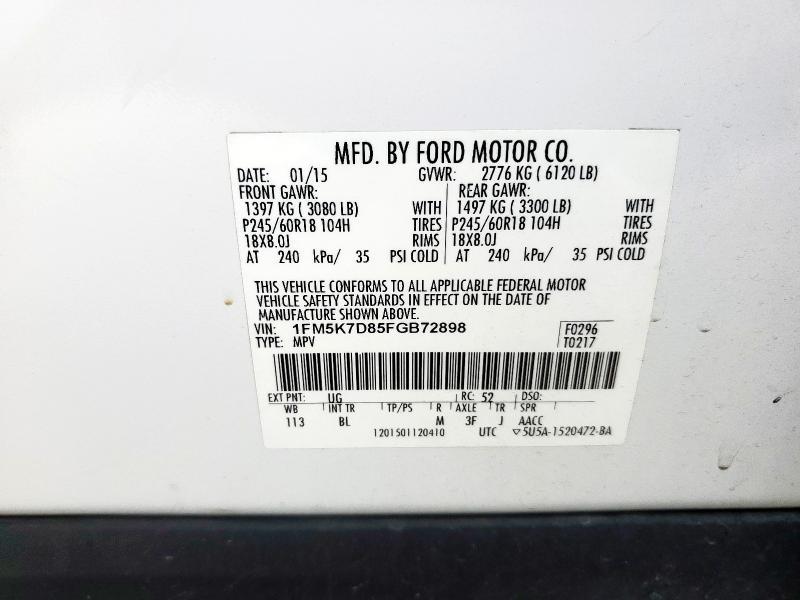 MFD. BY FORD MOTOR CO.
DATE: 01/15 GVWR: 2776 KG ( 6120 LB)
FRONT GAWR: REAR GAWR:
1397 KG ( 3080 LB) WITH 1497 KG ( 3300 LB) WITH
P245/60R18 104H TIRES P245/60R18 104H TIRES
18X8.0J RIMS 18X8.0J RIMS
AT 240 kPa/ 35 PSI COLD AT 240 kPa/ 35 PSI COLD
THIS VEHICLE CONFORMS TO ALL APPLICABLE FEDERAL MOTOR
VEHICLE SAFETY STANDARDS IN EFFECT ON THE DATE OF
MANUFACTURE SHOWN ABOVE.
VIN: 1FM5K7D85FGB72898 F0296
TYPE: MPV T0217
EXT PNT: UG RC: 52 DSO:
WB INT TR TP/PS R AXLE TR SPR
113 BL M 3F J AACC
1201501120410 UTC ▽5U5A-1520472-BA